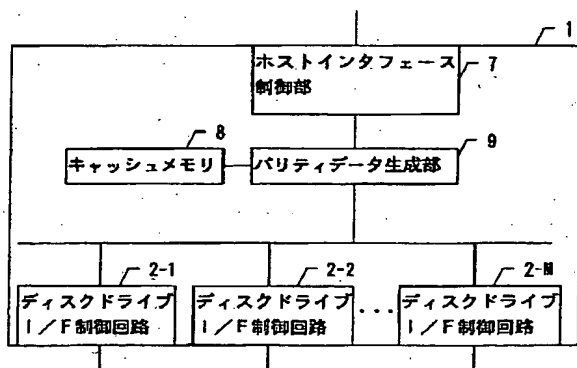 1
ホストインタフェース
制御部
7
8
9
キャッシュメモリ
パリティデータ生成部
2-1
2-2
2-N
ディスクドライブ
I/F制御回路
ディスクドライブ
I/F制御回路
...
ディスクドライブ
I/F制御回路